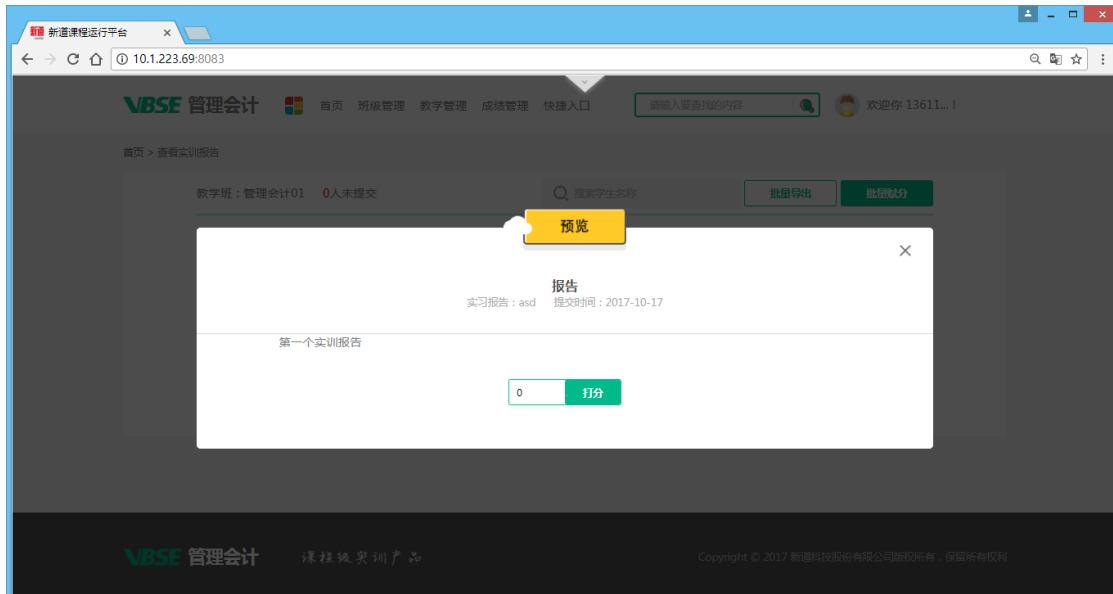 新道 新道课程运行平台
10.1.223.69:8083
VBSE 管理会计 首页 班级管理 教学管理 成绩管理 快捷入口 请输入要查找的内容 欢迎你 13611... !
首页 > 查看实训报告
教学班：管理会计01 0人未提交 搜索学生名称 批量导出 批量赋分
预览
报告
实习报告：asd 提交时间：2017-10-17
第一个实训报告
0 打分
VBSE 管理会计 课程级实训产品 Copyright © 2017 新道科技股份有限公司版权所有，保留所有权利